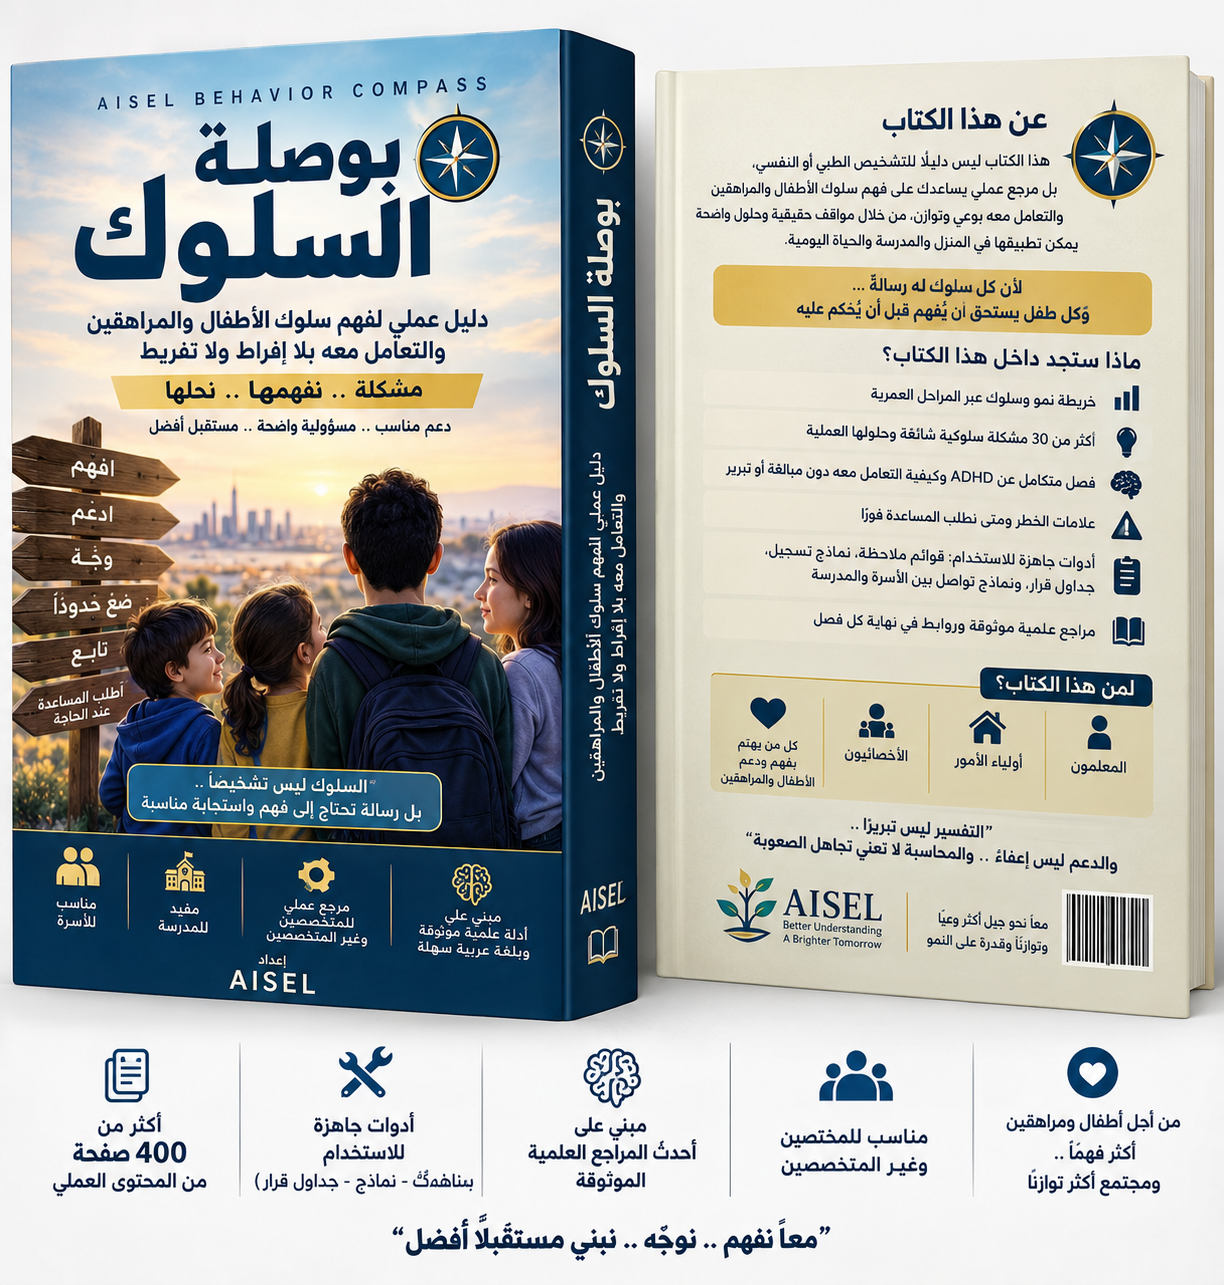 AISEL BEHAVIOR COMPASS
بوصلة
السلوك
دليل عملي لفهم سلوك الأطفال والمراهقين
والتعامل معه بلا إفراط ولا تفريط
مشكلة .. نفهمها .. نحلها
دعم مناسب .. مسؤولية واضحة .. مستقبل أفضل
افهم
ادعم
وجّة
ضعْ حْدودْاً
تابع
أطلب المساعدة
عند الحاجة
"السلوك ليس تشخيصاً ..
بل رسالة تحتاج إلى فهم واستجابة مناسبة
مناسب
للأسرة
مفيد
للمدرسة
مرجع عملي
للمتخصصين
وغير المتخصصين
مبني على
أدلة علمية موثوقة
وبلغة عربية سهلة
إعداد
AISEL
بوصلة السلوك
والتعامل معه بلا إفراط ولا تفريط
AISEL
عن هذا الكتاب
هذا الكتاب ليس دليلًا للتشخيص الطبي أو النفسي،
بل مرجع عملي يساعدك على فهم سلوك الأطفال والمراهقين
والتعامل معه بوعي وتوازن، من خلال مواقف حقيقية وحلول واضحة
يمكن تطبيقها في المنزل والمدرسة والحياة اليومية.
لأن كل سلوك له رسالةٌ ...
وَكل طفل يستحق أن يُفهم قبل أن يُحَكم عليه
ماذا ستجد داخل هذا الكتاب؟
خريطة نمو وسلوك عبر المراحل العمرية
أكثر من 30 مشكلة سلوكية شائعَة وحلولها العملية
فصل متكامل عن ADHD وكيفية التعامل معه دون مبالغة أو تبرير
علامات الخطر ومتى نطلب المساعدة فورًا
أدوات جاهزة للاستخدام: قوائم ملاحظة، نماذج تسجيل،
جداول قرار، ونماذج تواصل بين الأسرة والمدرسة
مراجع علمية موثوقة وروابط في نهاية كل فصل
لمن هذا الكتاب؟
المعلمون
أولياء الأمور
الأخصائيون
كل من يهتم
بفهم ودعم
الأطفال والمراهقين
"التفسير ليس تبريرًا ..
والدعم ليس إعفاءً .. والمحاسبة لا تعني تجاهل الصعوبة"
AISEL
Better Understanding
A Brighter Tomorrow
معاً نحو جيل أكثر وعيًا
وتوازنًا وقدرة على النمو
أكثر من
400 صفحة
من المحتوى العملي
أدوات جاهزة
للاستخدام
- نماذج - جداول قرار)
مبني على
أحدث المراجع العلمية
الموثوقة
مناسب للمختصين
وغير المتخصصين
من أجل أطفال ومراهقين
أكثر فهمًاَ ..
ومجتمع أكثر توازنًا
"معاً نفهم .. نوجّه .. نبني مستقَبلًا أفضل"